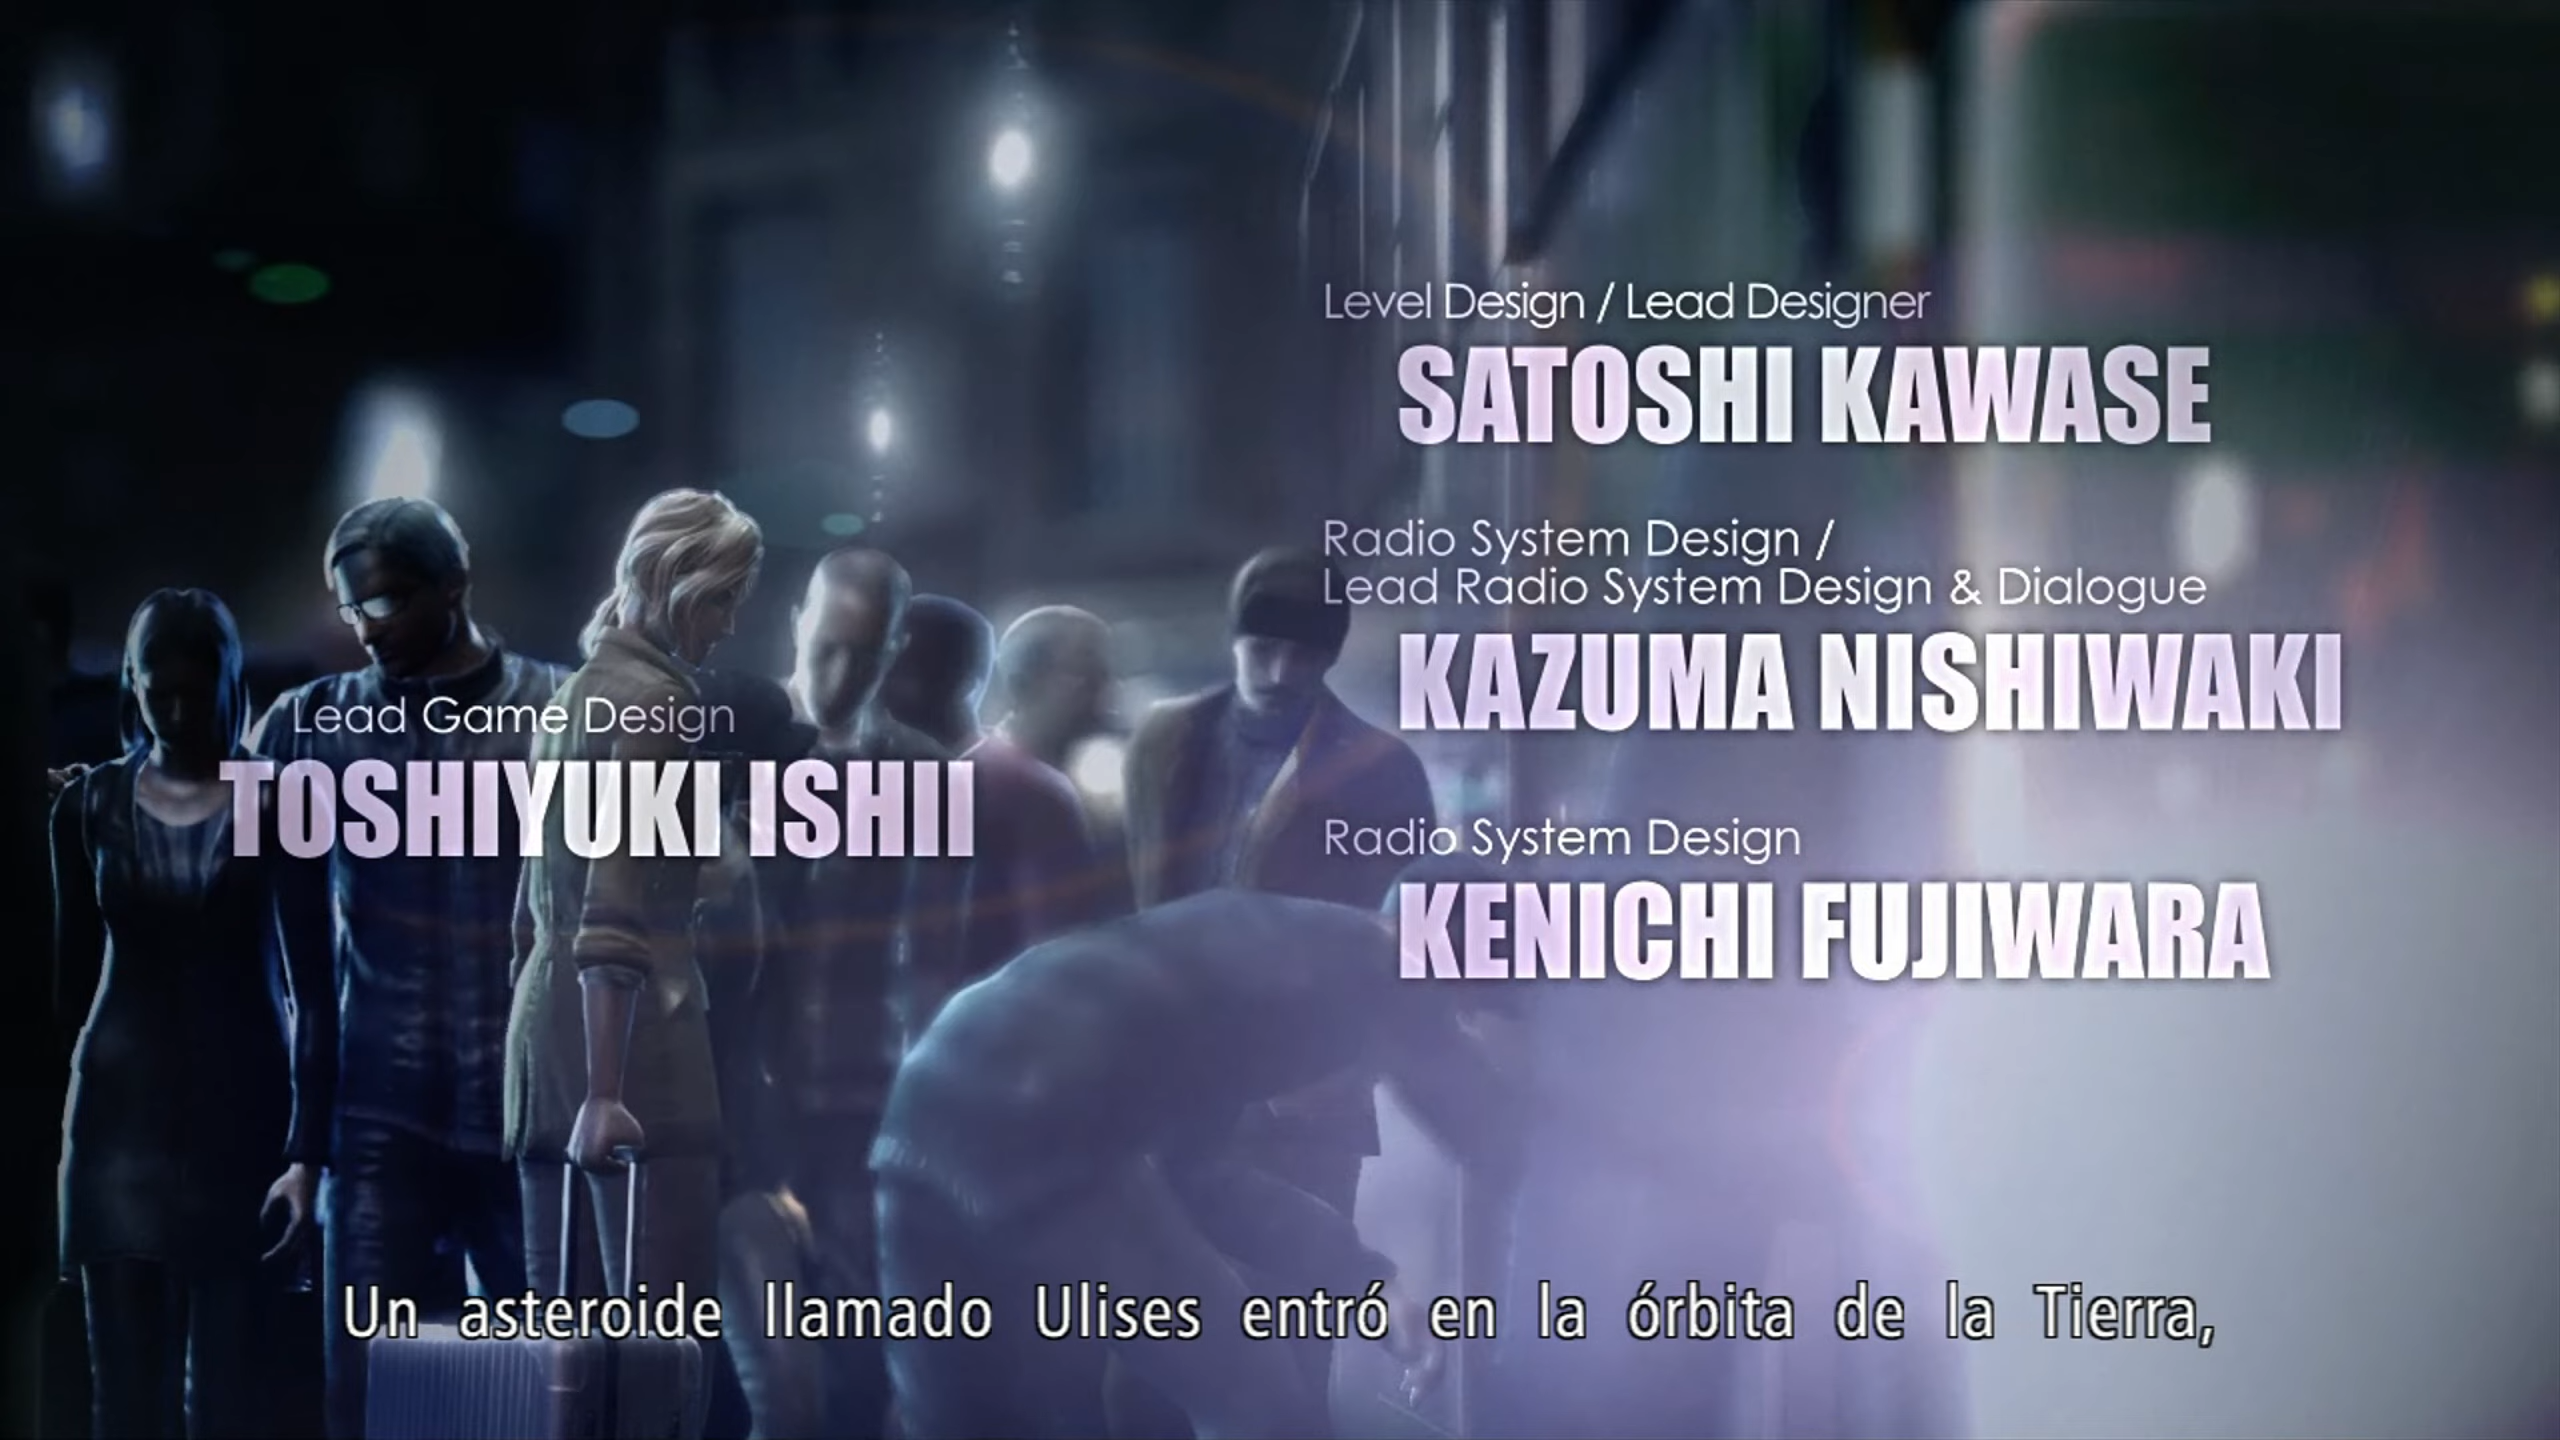 Level Design / Lead Designer
SATOSHI KAWASE
Radio System Design /
Lead Radio System Design & Dialogue
KAZUMA NISHIWAKI
Lead Game Design
TOSHIYUKI ISHII
Radio System Design
KENICHI FUJIWARA
Un asteroide llamado Ulises entró en la órbita de la Tierra,